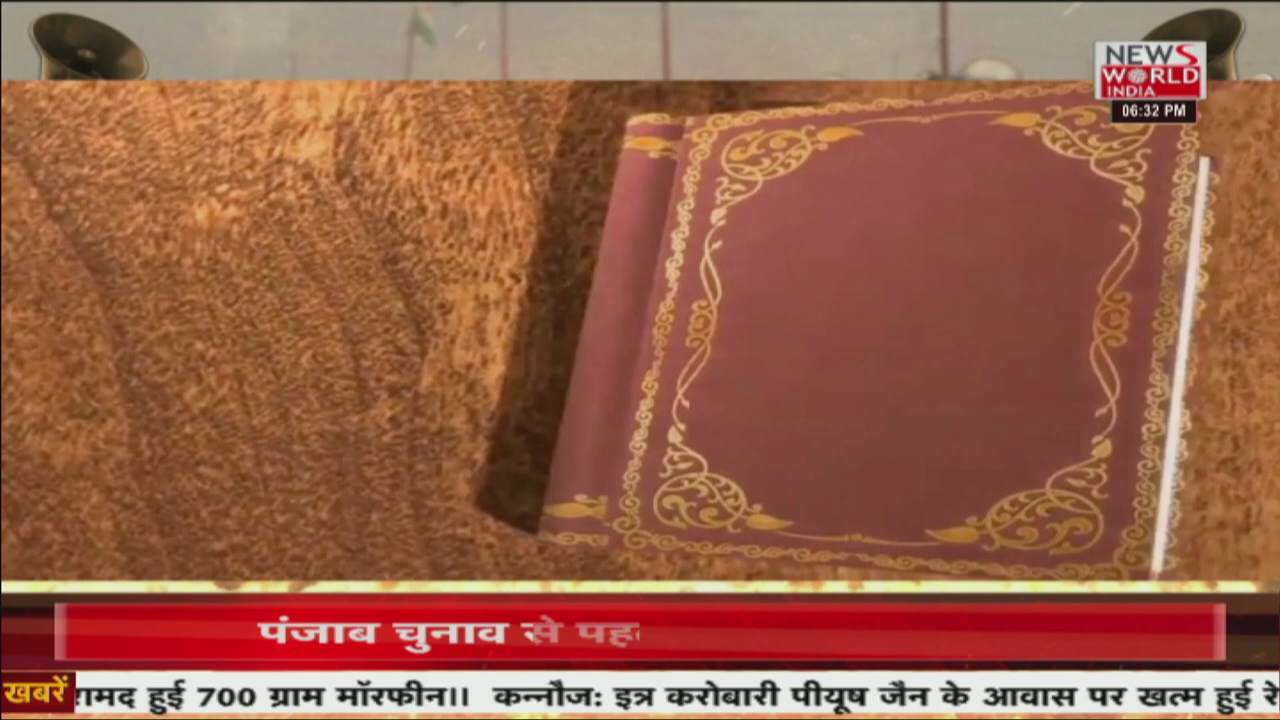 NEWS
WORLD
INDIA
06:32 PM
पंजाब चुनाव से
खबरें
हुई 700 ग्राम मॉरफीन।। कन्नौज: इत्र करोबारी पीयूष जैन के आवास पर खत्म हुई